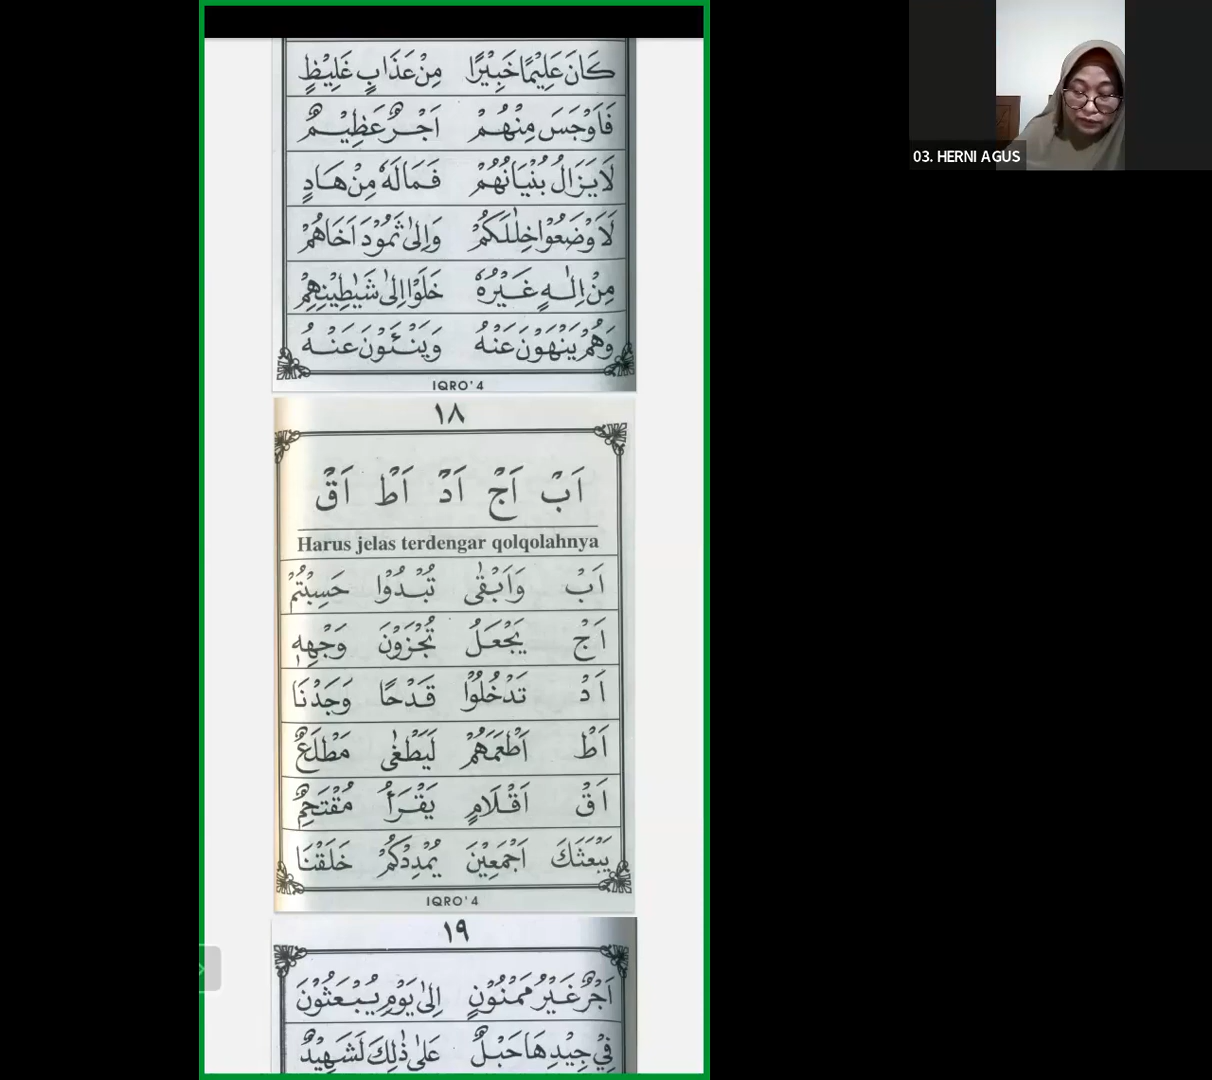 كَانَ عَلِيْمًا خَبِيْرًا مِنْ عَذَابٍ غَلِيْظٍ
فَاَوْجَسَ مِنْهُمْ اَجْرٌ عَظِيْمٌ
لَا يَزَالُ بُنْيَانُهُمْ فَمَا لَهٗ مِنْ هَادٍ
لَا َوْضَعُوْا خِلٰلَكُمْ وَاِلٰى ثَمُوْدَ اَخَاهُمْ
مِنْ اِلٰهٍ غَيْرُهٗ خَلَوْا اِلٰى شَيٰطِيْنِهِمْ
وَهُمْ يَنْهَوْنَ عَنْهُ وَيَنْئَوْنَ عَنْهُ
IQRO'4
١٨
اَبْ اَجْ اَدْ اَطْ اَقْ
Harus jelas terdengar qolqolahnya
اَبْ وَاَبْقٰى تُبْدُوْا حَسِبْتُمْ
اَجْ يَجْعَلُ تُجْزَوْنَ وَجْهِهٖ
اَدْ تَدْخُلُوْا قَدْحًا وَجَدْنَا
اَطْ اَطْعَمَهُمْ لَيَطْغٰى مَطْلَعٌ
اَقْ اَقْلَامٍ يَقْرَأُ مُقْتَحِمٌ
يَبْعَثَكَ اَجْمَعِيْنَ يُمْدِدْكُمْ خَلَقْنَا
IQRO'4
١٩
اَجْرٌ غَيْرُ مَمْنُوْنٍ اِلٰى يَوْمِ يُبْعَثُوْنَ
فِيْ جِيْدِهَا حَبْلٌ عَلٰى ذٰلِكَ لَشَهِيْدٌ
03. HERNI AGUS